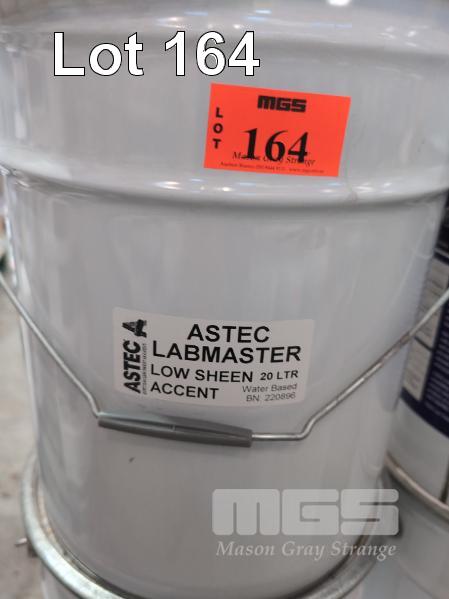 Lot 164
MGS
LOT
164
Mason Gray Strange
ASTEC
ASTEC
LABMASTER
LOW SHEEN 20 LTR
ACCENT Water Based
BN: 220896
MGS
Mason Gray Strange